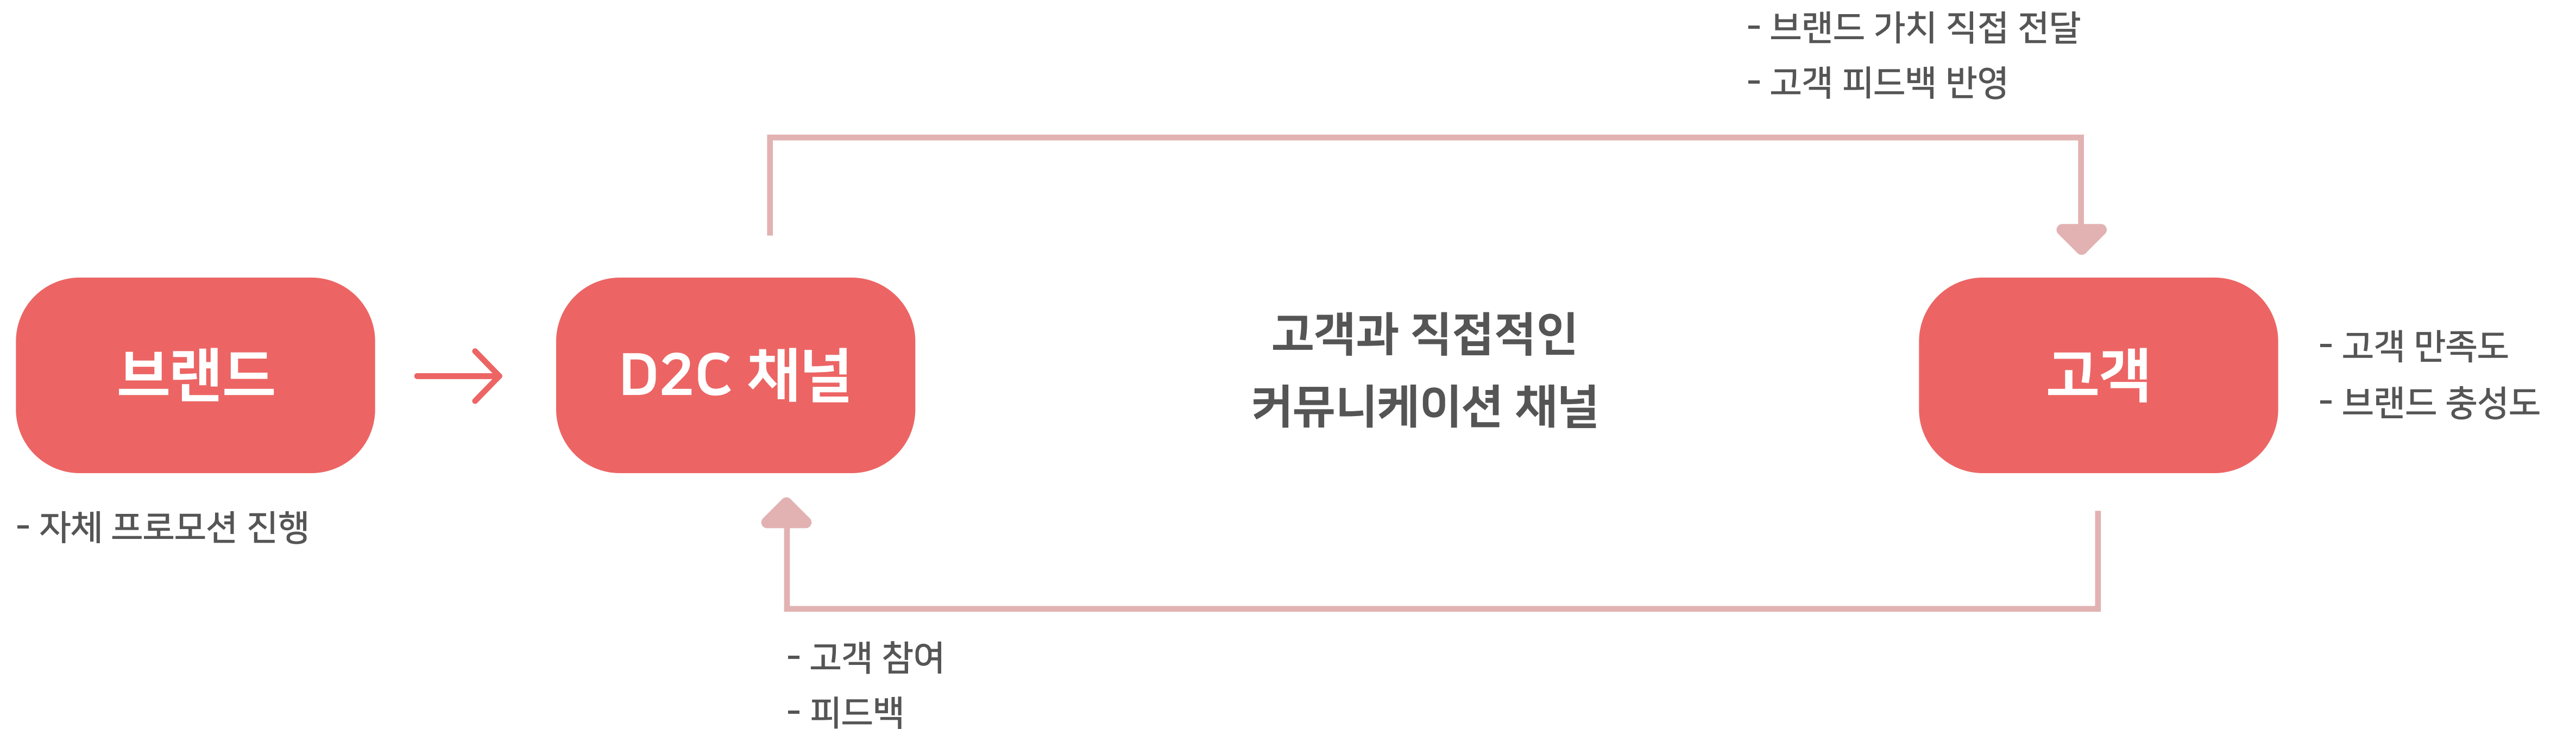 - 브랜드 가치 직접 전달
- 고객 피드백 반영
브랜드
D2C 채널
고객과 직접적인
커뮤니케이션 채널
고객
- 고객 만족도
- 브랜드 충성도
- 자체 프로모션 진행
- 고객 참여
- 피드백